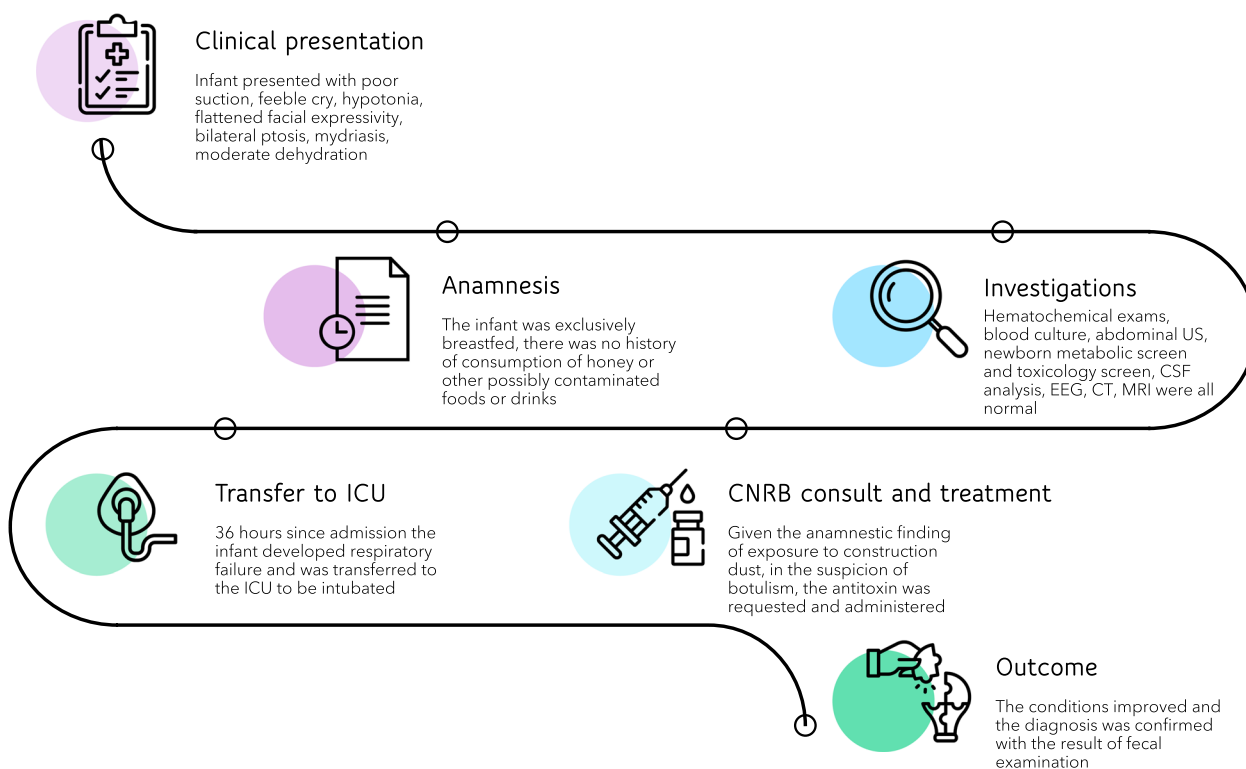 Clinical presentation
Infant presented with poor
suction, feeble cry, hypotonia,
flattened facial expressivity,
bilateral ptosis, mydriasis,
moderate dehydration
Anamnesis
The infant was exclusively
breastfed, there was no history
of consumption of honey or
other possibly contaminated
foods or drinks
Investigations
Hematochemical exams,
blood culture, abdominal US,
newborn metabolic screen
and toxicology screen, CSF
analysis, EEG, CT, MRI were all
normal
Transfer to ICU
36 hours since admission the
infant developed respiratory
failure and was transferred to
the ICU to be intubated
CNRB consult and treatment
Given the anamnestic finding
of exposure to construction
dust, in the suspicion of
botulism, the antitoxin was
requested and administered
Outcome
The conditions improved and
the diagnosis was confirmed
with the result of fecal
examination